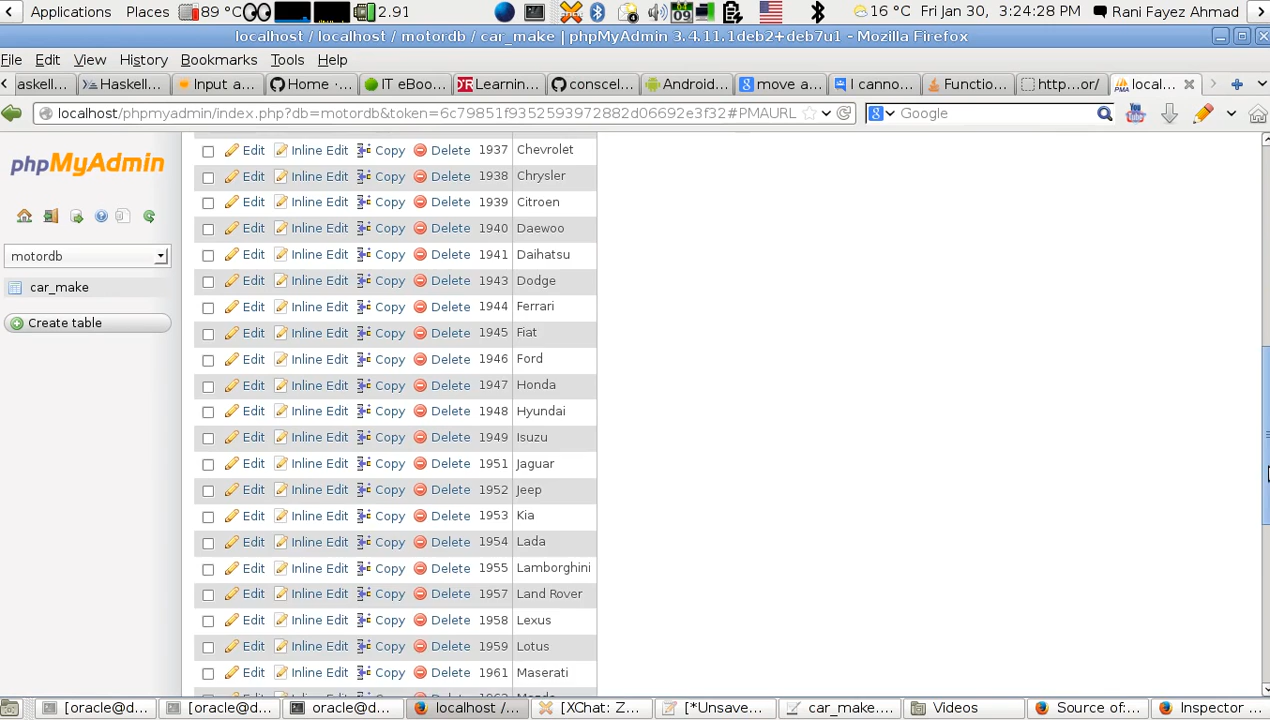 Applications Places 89 °C 2.91 16 °C Fri Jan 30, 3:24:28 PM Rani Fayez Ahmad
localhost / localhost / motordb / car_make | phpMyAdmin 3.4.11.1deb2+deb7u1 - Mozilla Firefox
File Edit View History Bookmarks Tools Help
askell... Haskell... Input a... Home ·... IT eBoo... Learnin... conscel... Android... move a... I canno... Functio... http...or/ local...
localhost/phpmyadmin/index.php?db=motordb&token=6c79851f9352593972882d06692e3f32#PMAURL Google
phpMyAdmin
motordb
car_make
Create table
Edit Inline Edit Copy Delete 1937 Chevrolet
Edit Inline Edit Copy Delete 1938 Chrysler
Edit Inline Edit Copy Delete 1939 Citroen
Edit Inline Edit Copy Delete 1940 Daewoo
Edit Inline Edit Copy Delete 1941 Daihatsu
Edit Inline Edit Copy Delete 1943 Dodge
Edit Inline Edit Copy Delete 1944 Ferrari
Edit Inline Edit Copy Delete 1945 Fiat
Edit Inline Edit Copy Delete 1946 Ford
Edit Inline Edit Copy Delete 1947 Honda
Edit Inline Edit Copy Delete 1948 Hyundai
Edit Inline Edit Copy Delete 1949 Isuzu
Edit Inline Edit Copy Delete 1951 Jaguar
Edit Inline Edit Copy Delete 1952 Jeep
Edit Inline Edit Copy Delete 1953 Kia
Edit Inline Edit Copy Delete 1954 Lada
Edit Inline Edit Copy Delete 1955 Lamborghini
Edit Inline Edit Copy Delete 1957 Land Rover
Edit Inline Edit Copy Delete 1958 Lexus
Edit Inline Edit Copy Delete 1959 Lotus
Edit Inline Edit Copy Delete 1961 Maserati
[oracle@d... [oracle@d... oracle@d... localhost /... [XChat: Z... [*Unsave... car_make.... Videos Source of:... Inspector ...